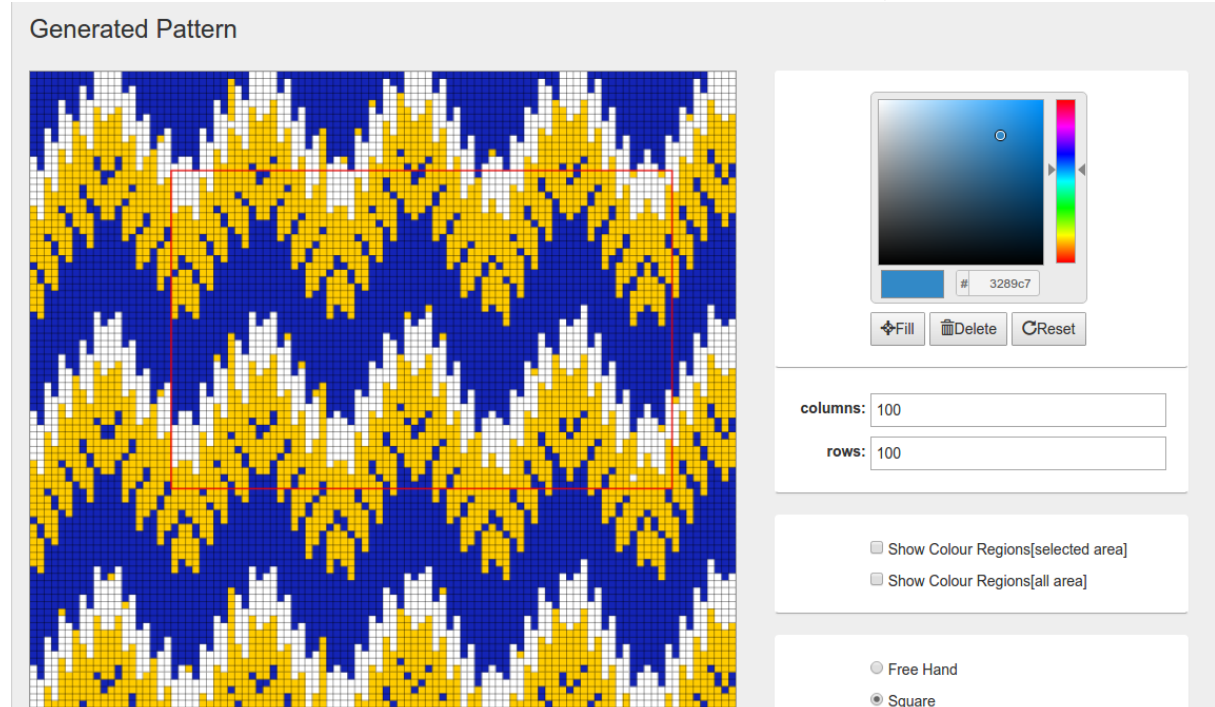 Generated Pattern
# 3289c7
Fill Delete Reset
columns: 100
rows: 100
Show Colour Regions[selected area]
Show Colour Regions[all area]
Free Hand
Square